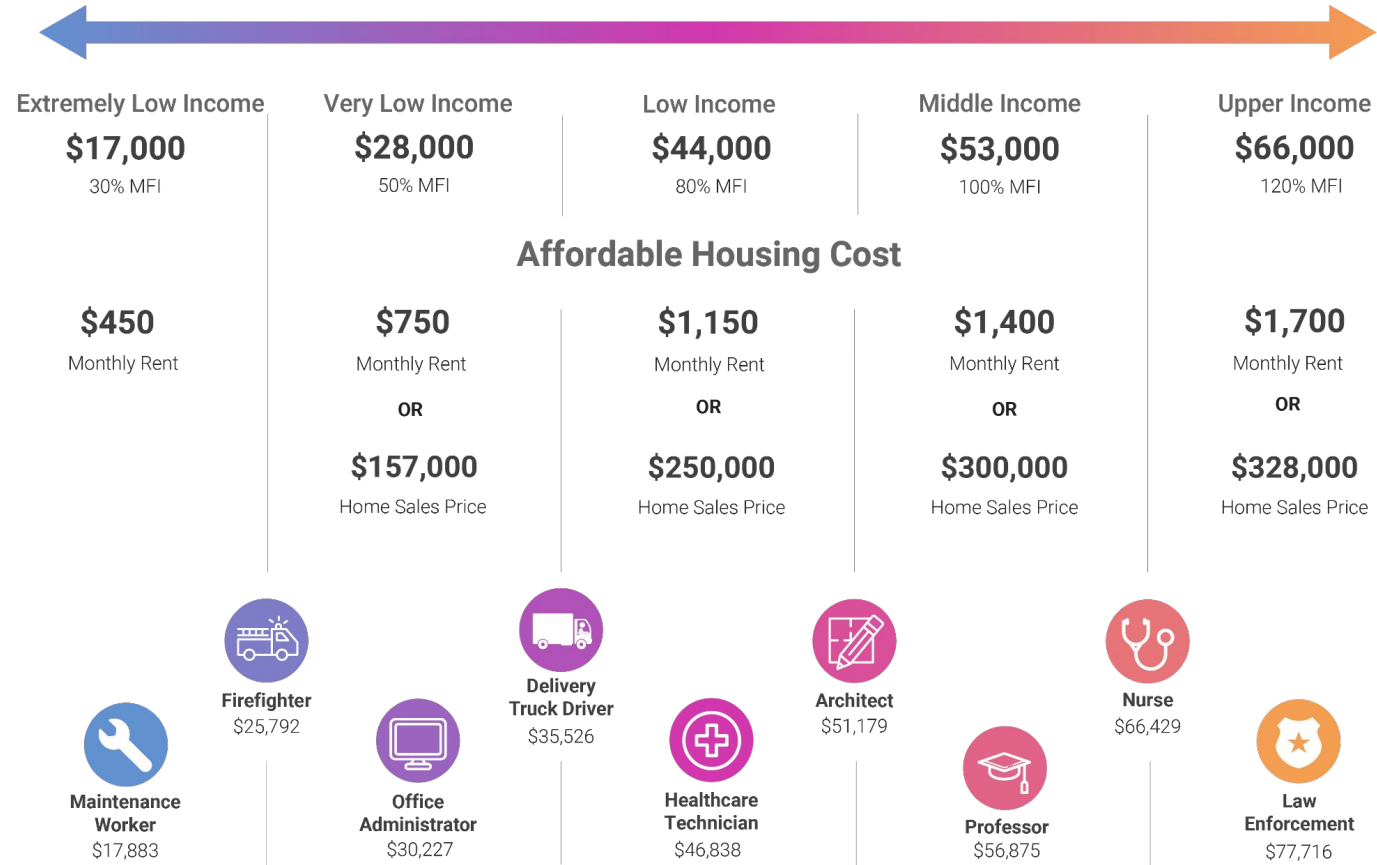 Extremely Low Income
$17,000
30% MFI
Very Low Income
$28,000
50% MFI
Low Income
$44,000
80% MFI
Middle Income
$53,000
100% MFI
Upper Income
$66,000
120% MFI
Affordable Housing Cost
$450
Monthly Rent
$750
Monthly Rent
OR
$157,000
Home Sales Price
$1,150
Monthly Rent
OR
$250,000
Home Sales Price
$1,400
Monthly Rent
OR
$300,000
Home Sales Price
$1,700
Monthly Rent
OR
$328,000
Home Sales Price
Maintenance
Worker
$17,883
Firefighter
$25,792
Office
Administrator
$30,227
Delivery
Truck Driver
$35,526
Healthcare
Technician
$46,838
Architect
$51,179
Professor
$56,875
Nurse
$66,429
Law
Enforcement
$77,716